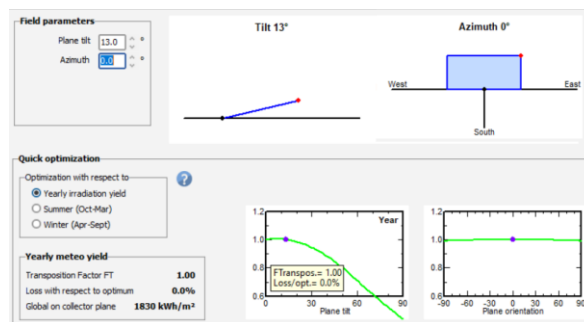 Field parameters
Plane tilt 13.0 °
Azimuth 0.0 °
Tilt 13°
Azimuth 0°
West
East
South
Quick optimization
Optimization with respect to
Yearly irradiation yield
Summer (Oct-Mar)
Winter (Apr-Sept)
?
Yearly meteo yield
Transposition Factor FT 1.00
Loss with respect to optimum 0.0%
Global on collector plane 1830 kWh/m²
Year
1.2
1.0
0.8
0.6
FTranspos.= 1.00
Loss/opt.= 0.0%
0 30 60 90
Plane tilt
1.2
1.0
0.8
0.6
-90 -60 -30 0 30 60 90
Plane orientation